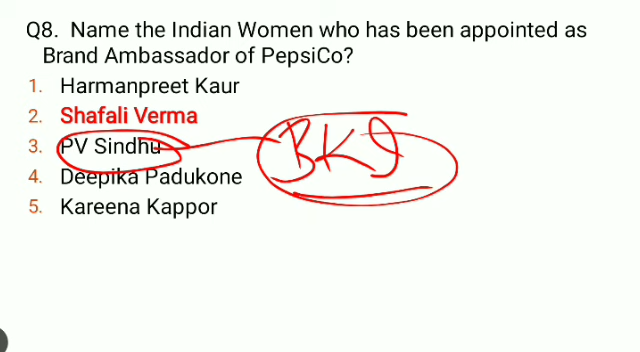 Q8. Name the Indian Women who has been appointed as
Brand Ambassador of PepsiCo?
1. Harmanpreet Kaur
2. Shafali Verma
3. PV Sindhu
4. Deepika Padukone
5. Kareena Kappor